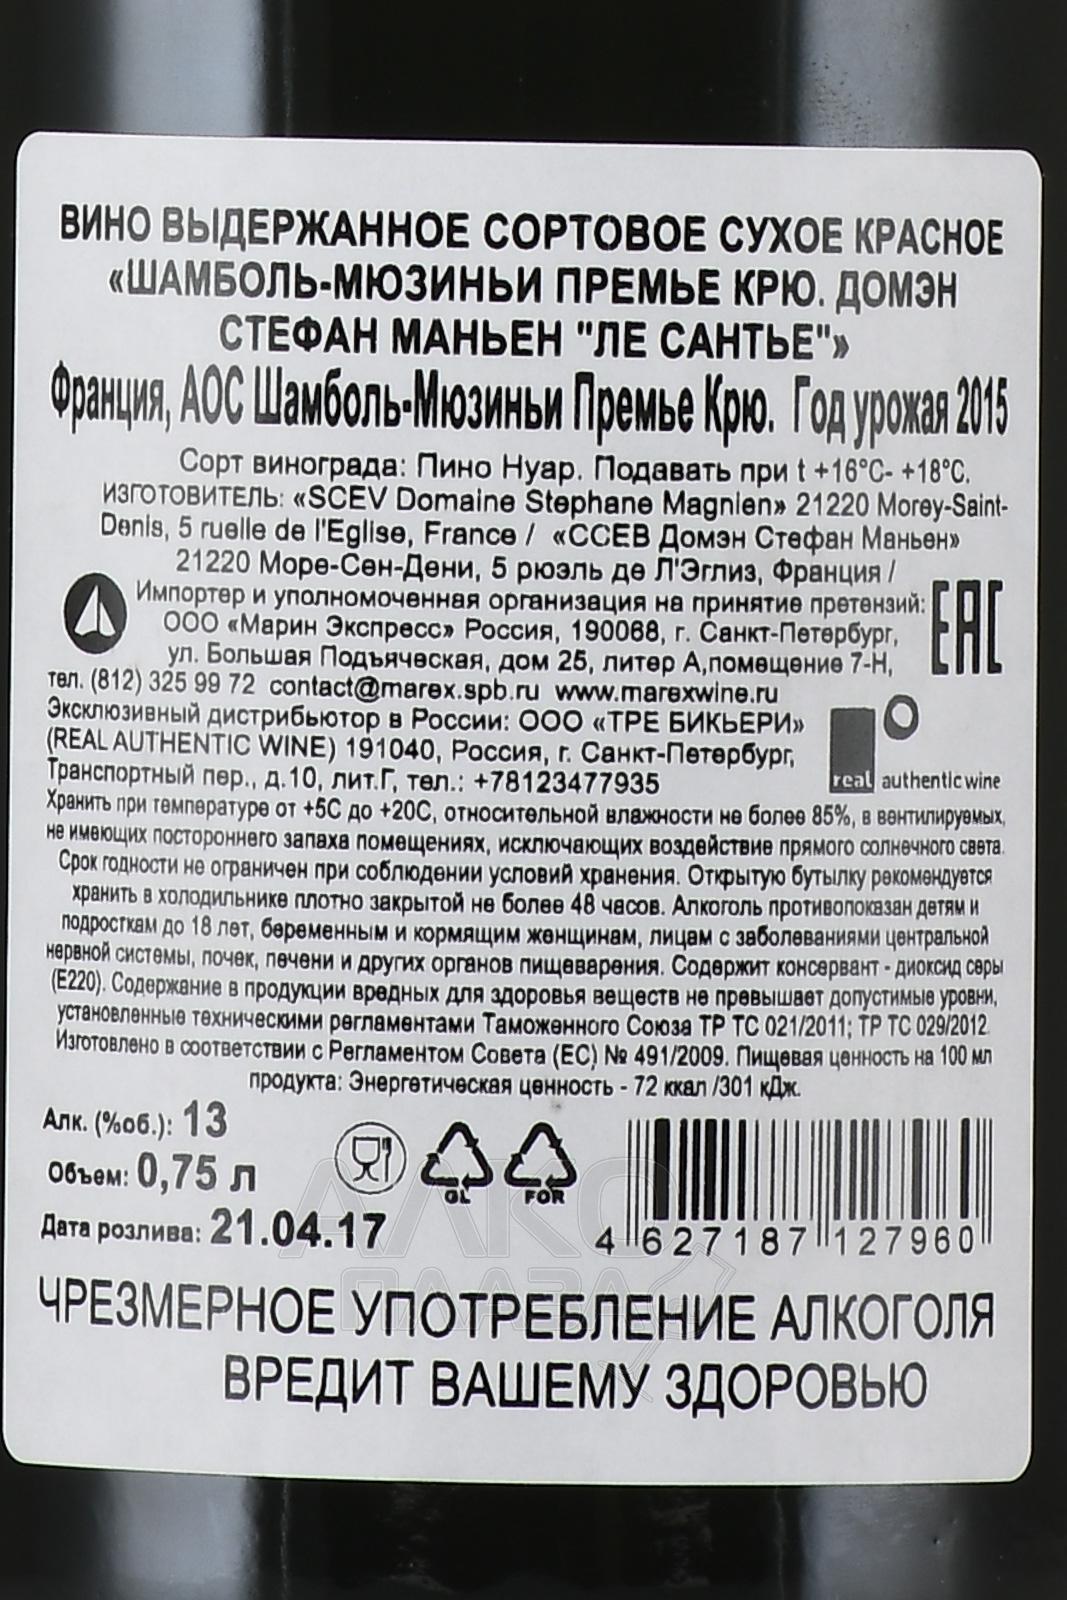 ВИНО ВЫДЕРЖАННОЕ СОРТОВОЕ СУХОЕ КРАСНОЕ
«ШАМБОЛЬ-МЮЗИНЬИ ПРЕМЬЕ КРЮ. ДОМЭН
СТЕФАН МАНЬЕН "ЛЕ САНТЬЕ"»
Франция, АОС Шамболь-Мюзиньи Премье Крю. Год урожая 2015
Сорт винограда: Пино Нуар. Подавать при t +16°C- +18°C.
ИЗГОТОВИТЕЛЬ: «SCEV Domaine Stephane Magnien» 21220 Morey-Saint-
Denis, 5 ruelle de l'Eglise, France / «ССЕВ Домэн Стефан Маньен»
21220 Море-Сен-Дени, 5 рюэль де Л'Эглиз, Франция /
Импортер и уполномоченная организация на принятие претензий:
ООО «Марин Экспресс» Россия, 190068, г. Санкт-Петербург,
ул. Большая Подъяческая, дом 25, литер А,помещение 7-Н,
тел. (812) 325 99 72 contact@marex.spb.ru www.marexwine.ru
EAC
Эксклюзивный дистрибьютор в России: ООО «ТРЕ БИКЬЕРИ»
(REAL AUTHENTIC WINE) 191040, Россия, г. Санкт-Петербург,
Транспортный пер., д.10, лит.Г, тел.: +78123477935
real authentic wine
Хранить при температуре от +5С до +20С, относительной влажности не более 85%, в вентилируемых,
не имеющих постороннего запаха помещениях, исключающих воздействие прямого солнечного света.
Срок годности не ограничен при соблюдении условий хранения. Открытую бутылку рекомендуется
хранить в холодильнике плотно закрытой не более 48 часов. Алкоголь противопоказан детям и
подросткам до 18 лет, беременным и кормящим женщинам, лицам с заболеваниями центральной
нервной системы, почек, печени и других органов пищеварения. Содержит консервант - диоксид серы
(Е220). Содержание в продукции вредных для здоровья веществ не превышает допустимые уровни,
установленные техническими регламентами Таможенного Союза ТР ТС 021/2011; ТР ТС 029/2012.
Изготовлено в соответствии с Регламентом Совета (ЕС) № 491/2009. Пищевая ценность на 100 мл
продукта: Энергетическая ценность - 72 ккал /301 кДж.
Алк. (%об.): 13
Объем: 0,75 л
Дата розлива: 21.04.17
GL
FOR
4 627187 127960
АЛКО
ПЛАЗА
ЧРЕЗМЕРНОЕ УПОТРЕБЛЕНИЕ АЛКОГОЛЯ
ВРЕДИТ ВАШЕМУ ЗДОРОВЬЮ